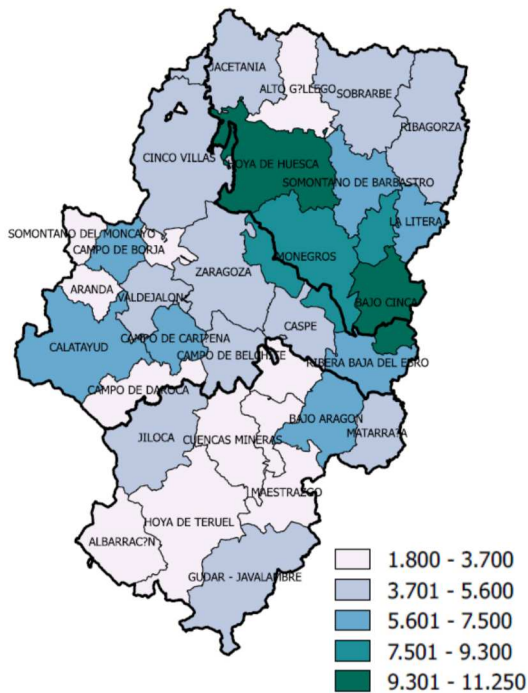 JACETANIA
ALTO G?LLEGO
SOBRARBE
RIBAGORZA
CINCO VILLAS
HOYA DE HUESCA
SOMONTANO DE BARBASTRO
LA LITERA
SOMONTANO DEL MONCAYO
CAMPO DE BORJA
MONEGROS
ZARAGOZA
ARANDA
VALDEJALON
BAJO CINCA
CASPE
CALATAYUD
CAMPO DE CARI?ENA
CAMPO DE BELCHITE
RIBERA BAJA DEL EBRO
CAMPO DE DAROCA
BAJO ARAGON
MATARRA?A
JILOCA
CUENCAS MINERAS
MAESTRAZGO
HOYA DE TERUEL
ALBARRAC?N
GUDAR - JAVALAMBRE
1.800 - 3.700
3.701 - 5.600
5.601 - 7.500
7.501 - 9.300
9.301 - 11.250